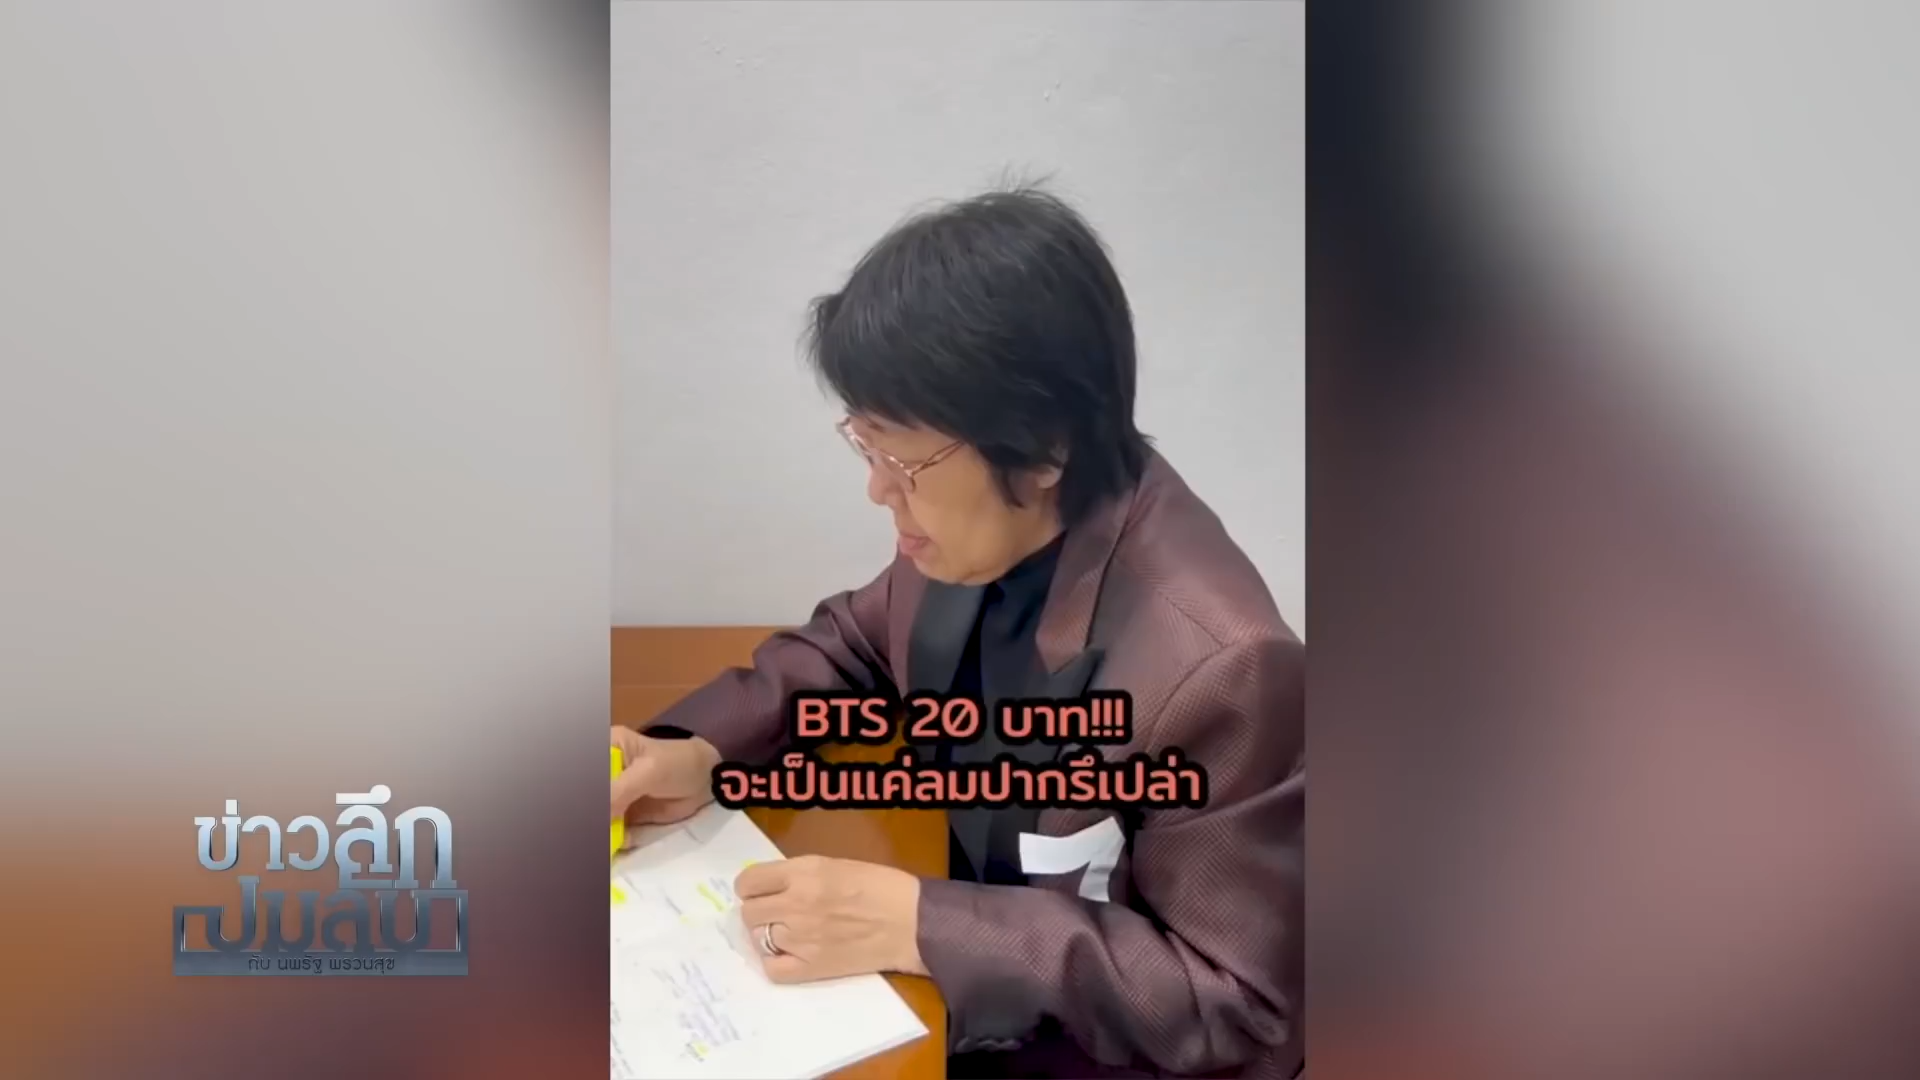 BTS 20 บาท!!!
จะเป็นแค่ลมปากรึเปล่า
ข่าวลึก
ปมลับ
กับ นพรัฐ พรวนสุข